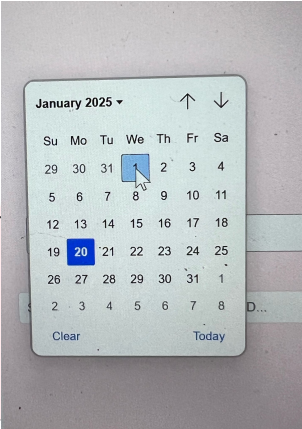 January 2025
Su Mo Tu We Th Fr Sa
29 30 31 1 2 3 4
5 6 7 8 9 10 11
12 13 14 15 16 17 18
19 20 21 22 23 24 25
26 27 28 29 30 31 1
2 3 4 5 6 7 8
D...
Clear Today